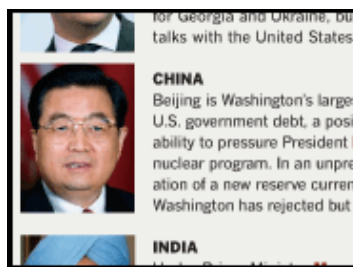 for Georgia and Ukraine, bu
talks with the United States
CHINA
Beijing is Washington's large
U.S. government debt, a posi
ability to pressure President
nuclear program. In an unpre
ation of a new reserve curren
Washington has rejected but
INDIA